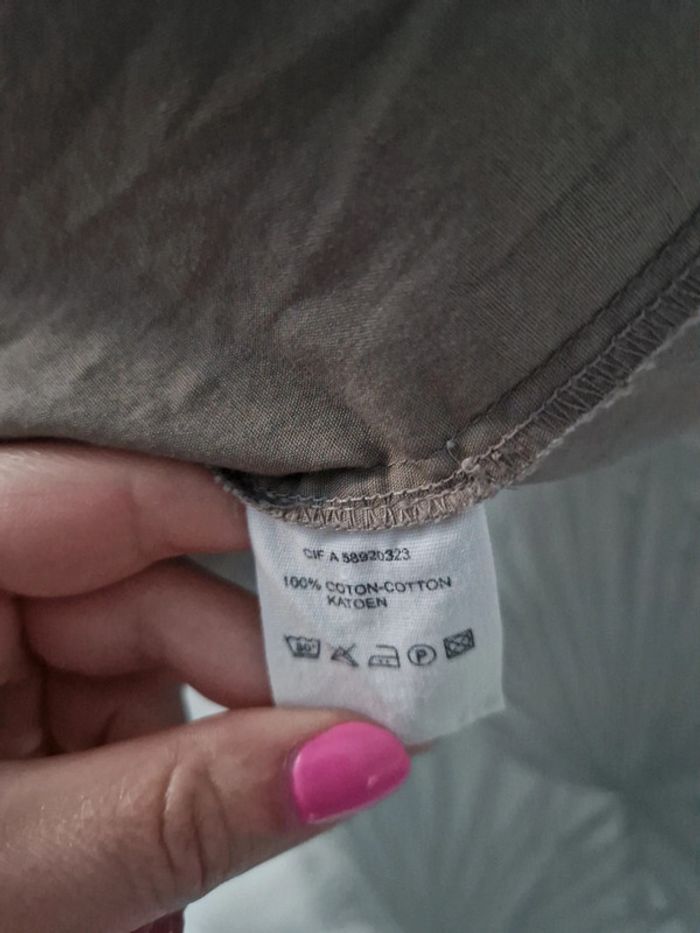 CIF A 58920323
100% COTON-COTTON
KATOEN
P